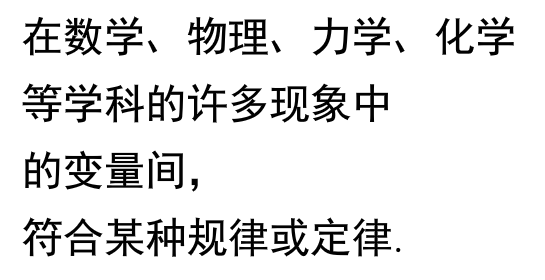 在数学、物理、力学、化学
等学科的许多现象中
的变量间，
符合某种规律或定律.